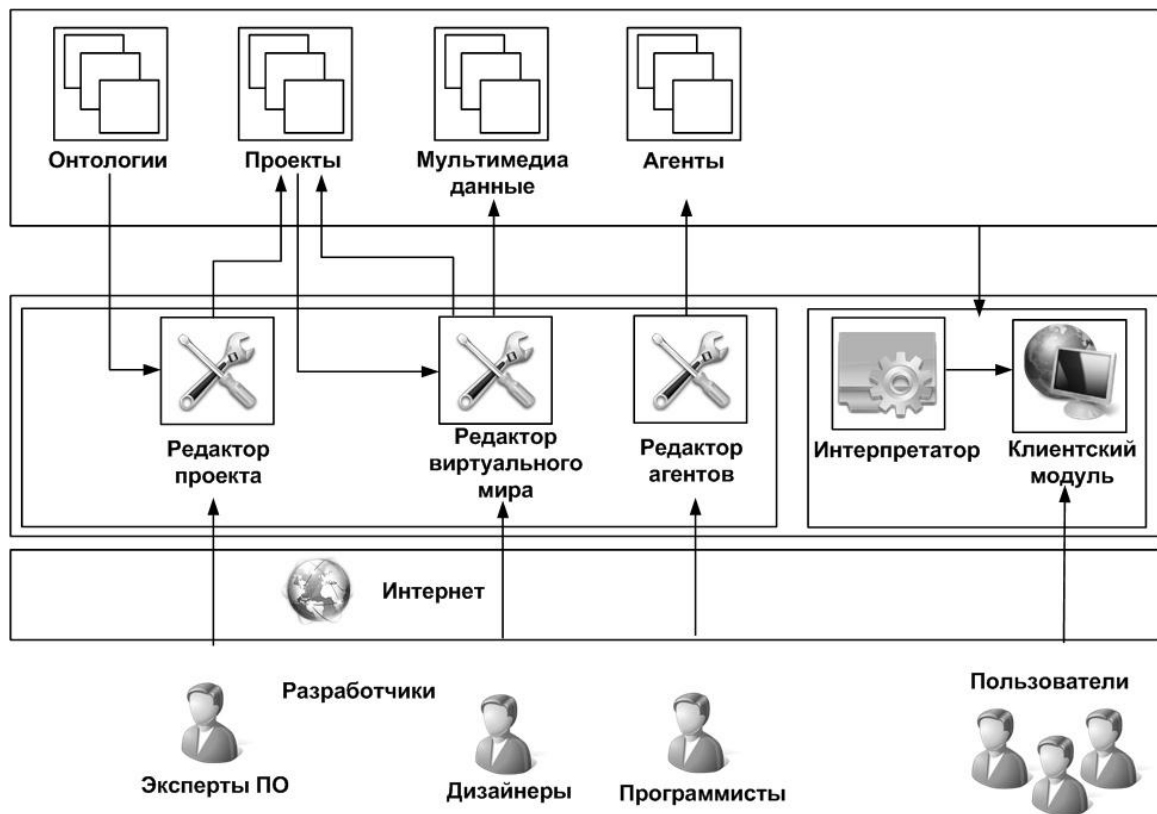 Онтологии
Проекты
Мультимедиа
данные
Агенты
Редактор
проекта
Редактор
виртуального
мира
Редактор
агентов
Интерпретатор
Клиентский
модуль
Интернет
Разработчики
Пользователи
Эксперты ПО
Дизайнеры
Программисты